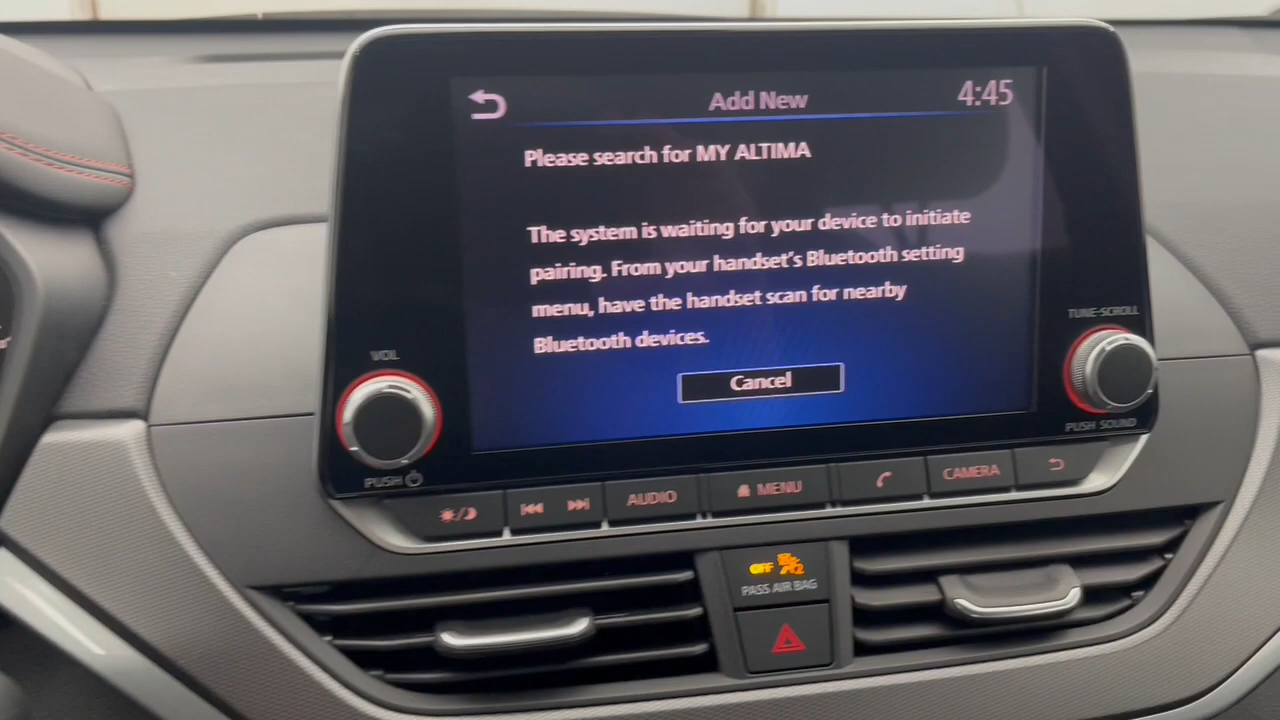 Add New
4:45
Please search for MY ALTIMA
The system is waiting for your device to initiate
pairing. From your handset's Bluetooth setting
menu, have the handset scan for nearby
Bluetooth devices.
Cancel
VOL
PUSH
TUNE·SCROLL
PUSH SOUND
AUDIO
MENU
CAMERA
OFF
2
PASS AIR BAG